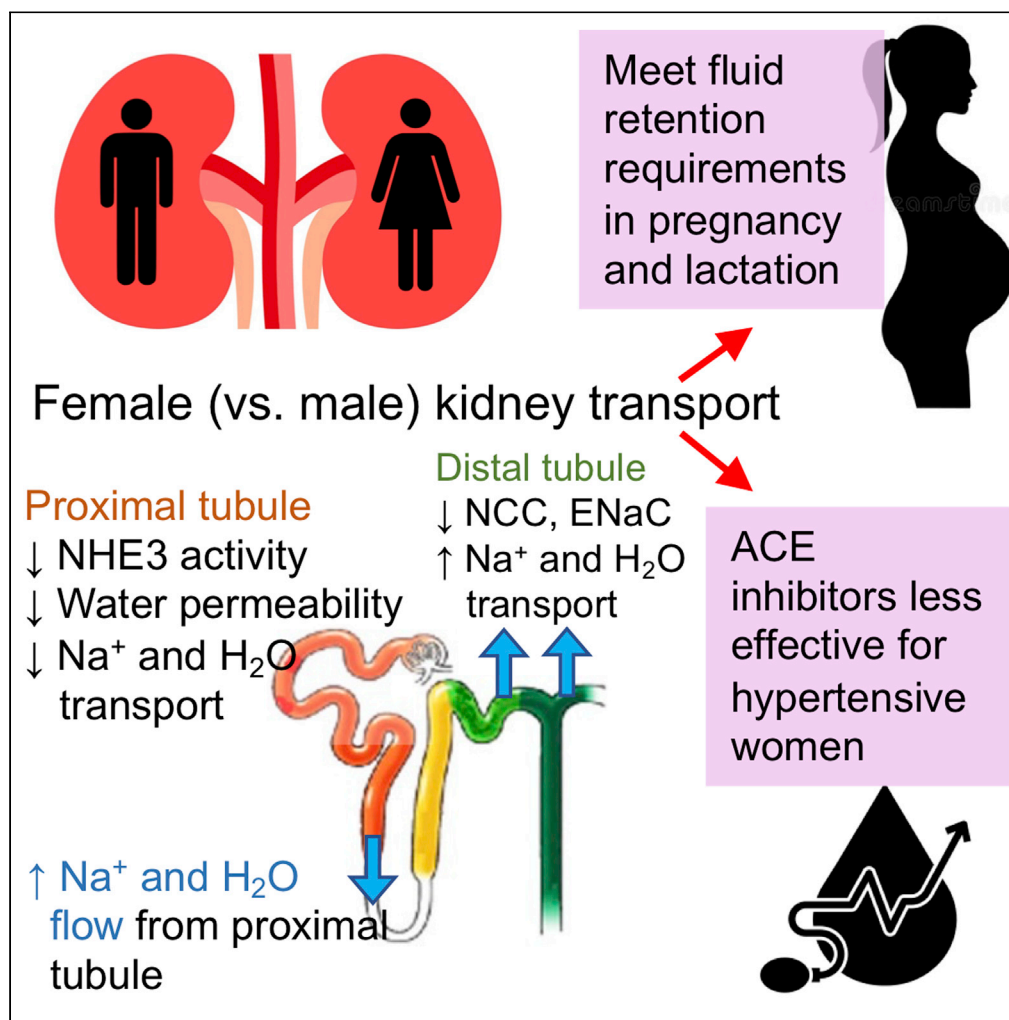 Meet fluid
retention
requirements
in pregnancy
and lactation
Female (vs. male) kidney transport
Proximal tubule
↓ NHE3 activity
↓ Water permeability
↓ Na⁺ and H₂O
transport
Distal tubule
↓ NCC, ENaC
↑ Na⁺ and H₂O
transport
↑ Na⁺ and H₂O
flow from proximal
tubule
ACE
inhibitors less
effective for
hypertensive
women